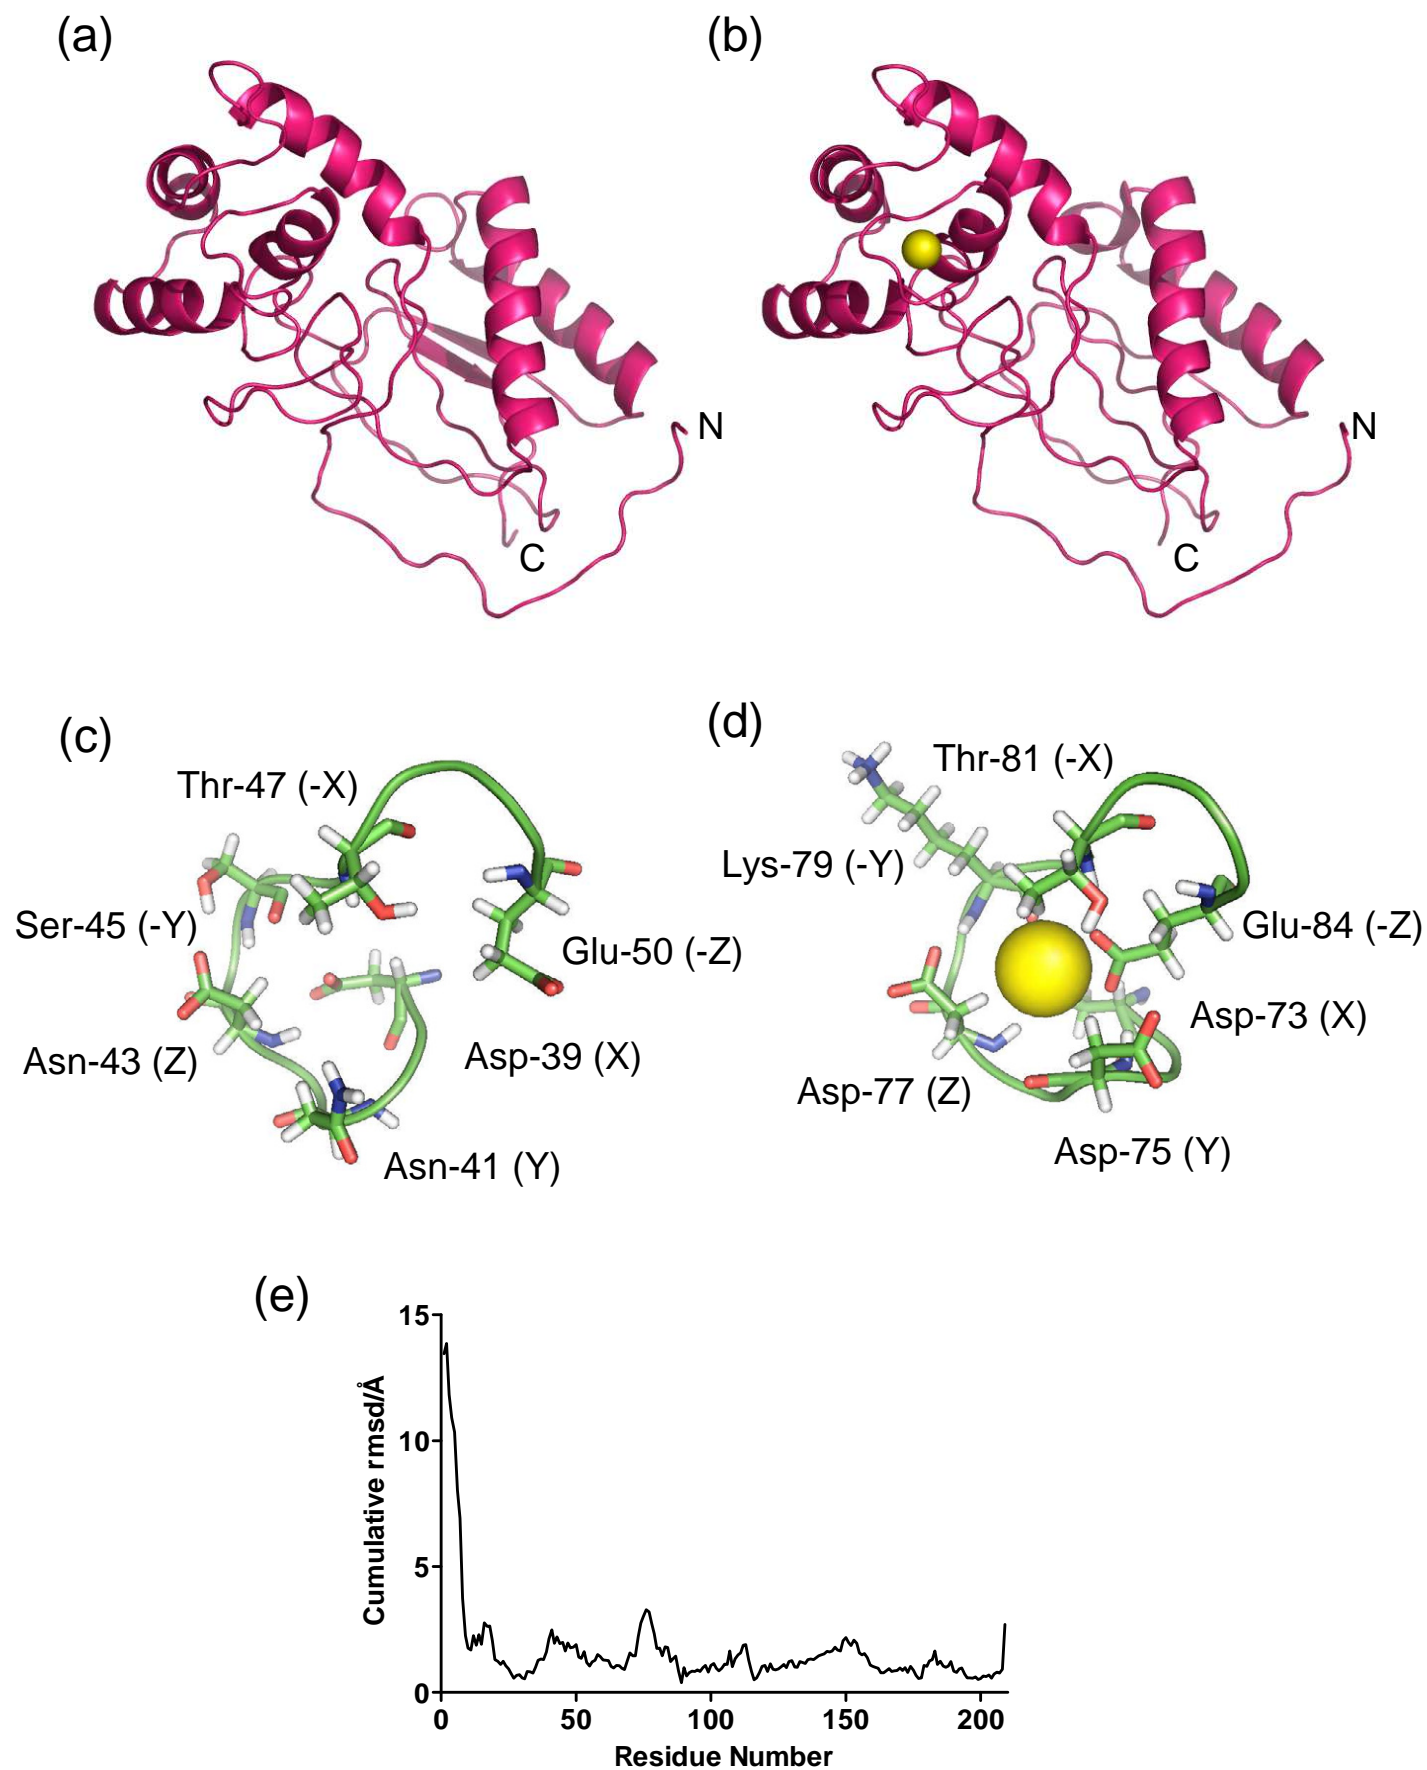 (a)
(b)
N
C
N
C
(c)
Thr-47 (-X)
Ser-45 (-Y)
Glu-50 (-Z)
Asn-43 (Z)
Asp-39 (X)
Asn-41 (Y)
(d)
Thr-81 (-X)
Lys-79 (-Y)
Glu-84 (-Z)
Asp-73 (X)
Asp-77 (Z)
Asp-75 (Y)
(e)
Cumulative rmsd/Å
15
10
5
0
0 50 100 150 200
Residue Number